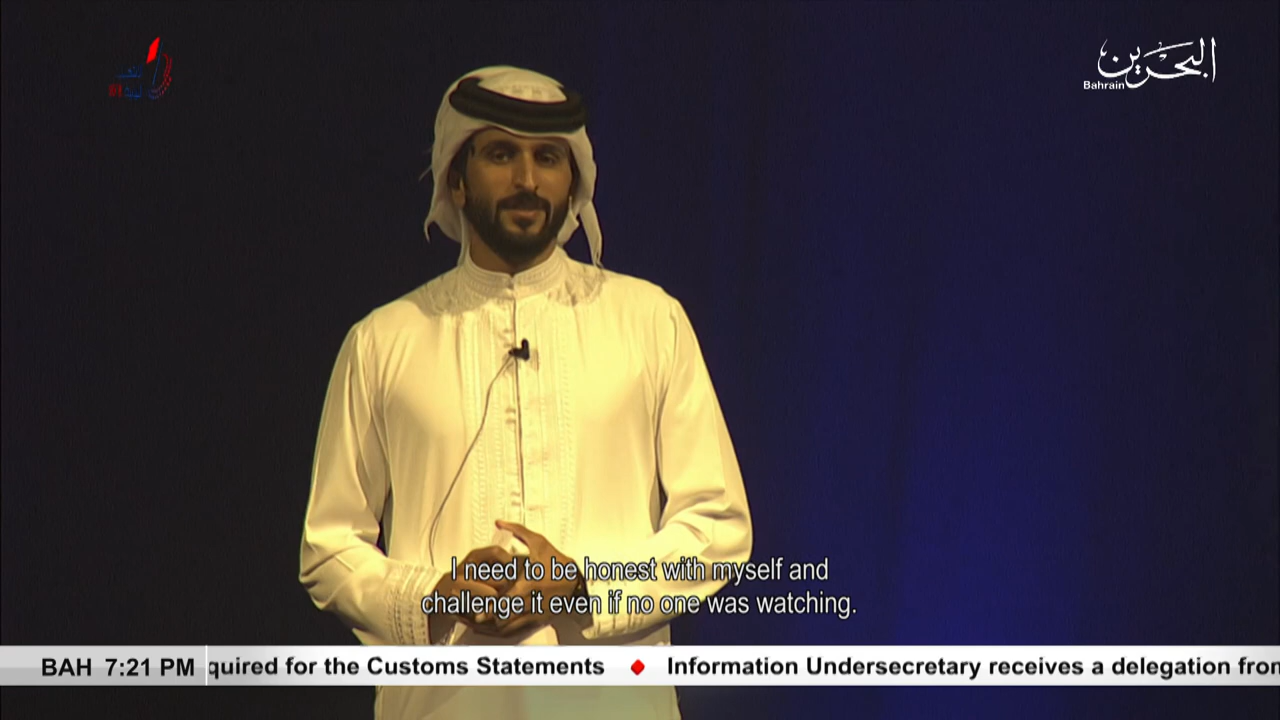 البحرين
Bahrain
I need to be honest with myself and
challenge it even if no one was watching.
BAH 7:21 PM quired for the Customs Statements ◆ Information Undersecretary receives a delegation from